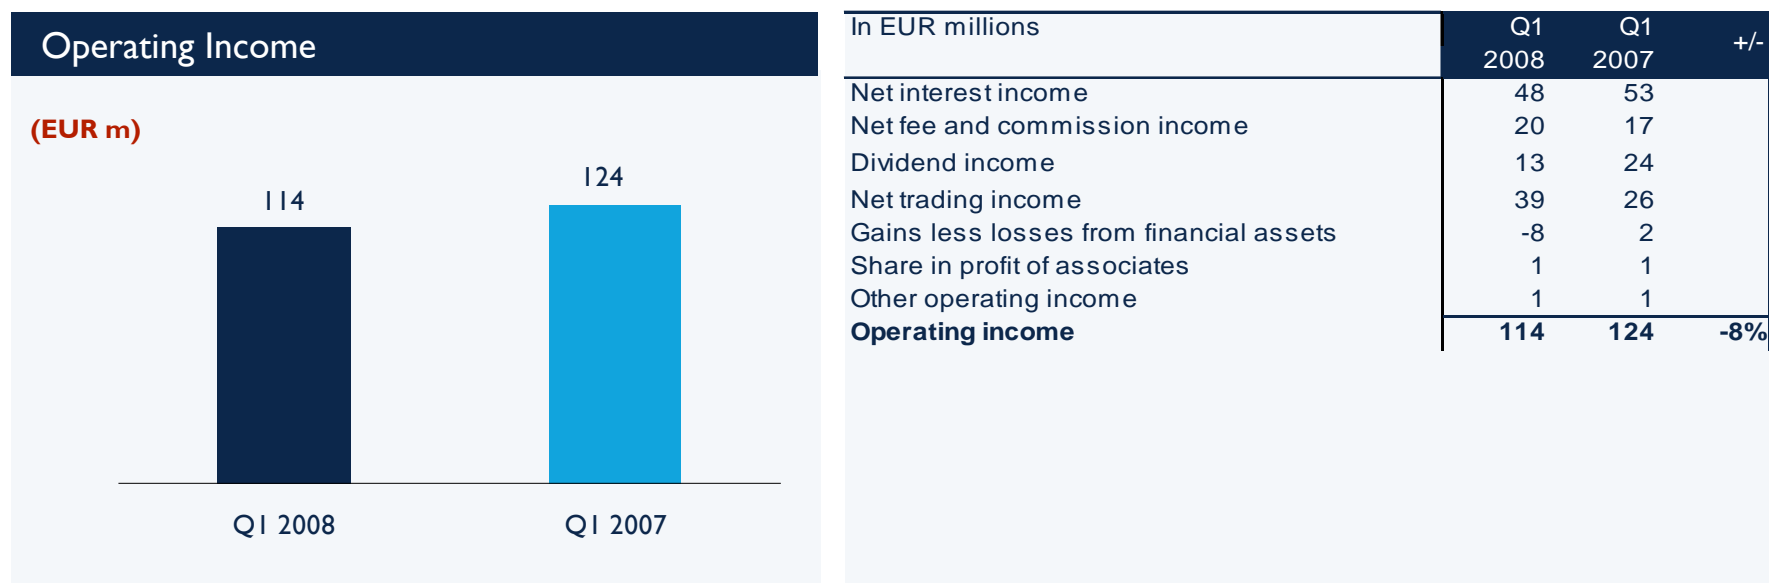 Operating Income
(EUR m)
114
124
Q1 2008
Q1 2007
In EUR millions Q1 Q1 +/-
2008 2007
Net interest income 48 53
Net fee and commission income 20 17
Dividend income 13 24
Net trading income 39 26
Gains less losses from financial assets -8 2
Share in profit of associates 1 1
Other operating income 1 1
Operating income 114 124 -8%